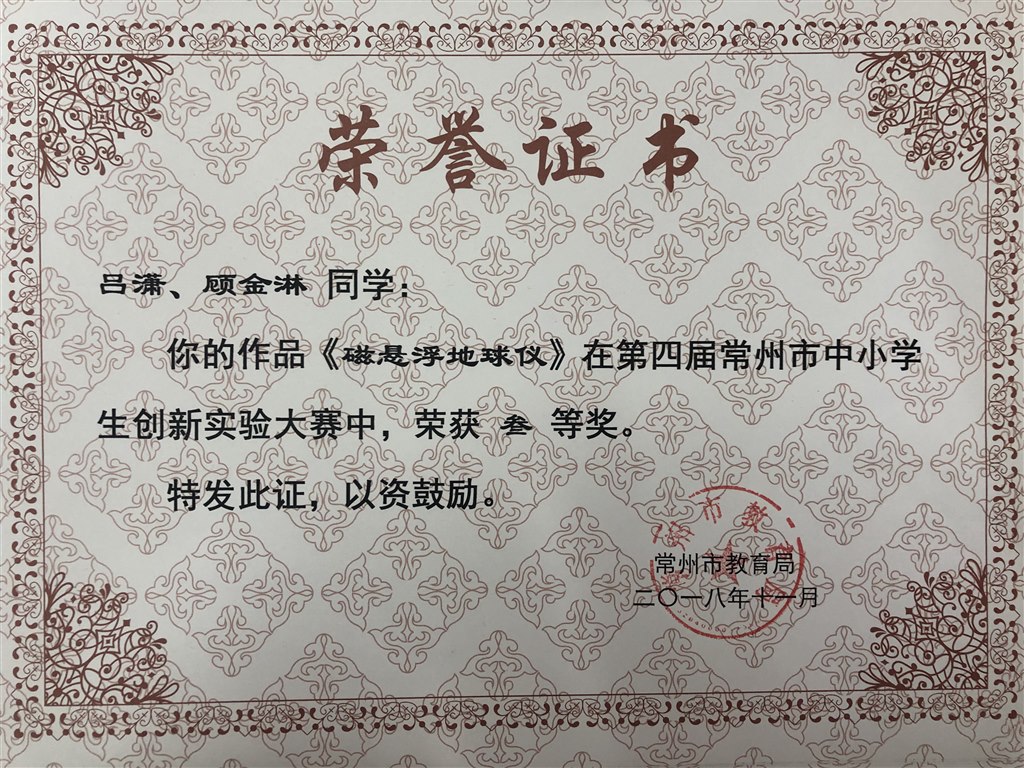 荣誉证书
吕潇、顾金淋 同学：
你的作品《磁悬浮地球仪》在第四届常州市中小学
生创新实验大赛中，荣获 叁 等奖。
特发此证，以资鼓励。
常州市教育局
二〇一八年十一月